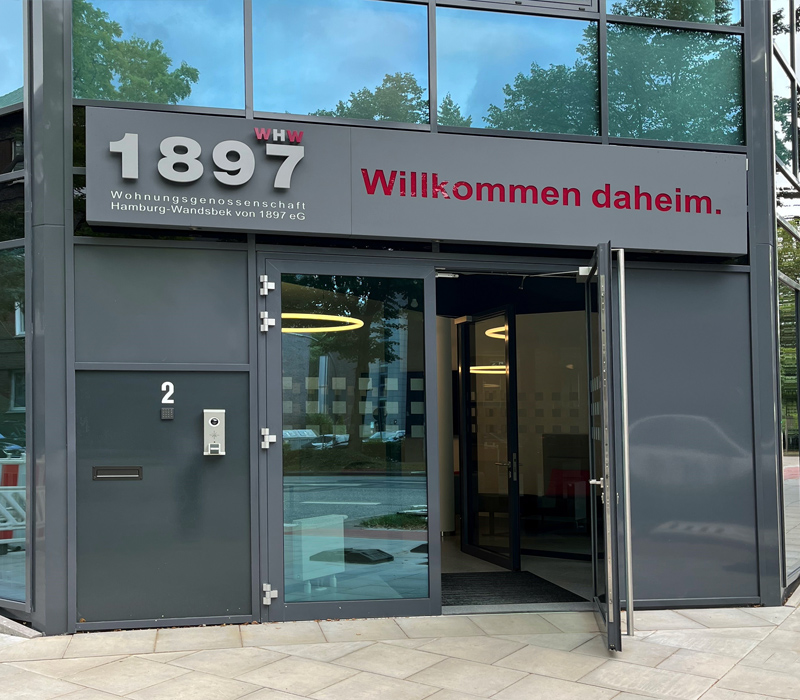 WHW
1897
Wohnungsgenossenschaft
Hamburg-Wandsbek von 1897 eG
Willkommen daheim.
2